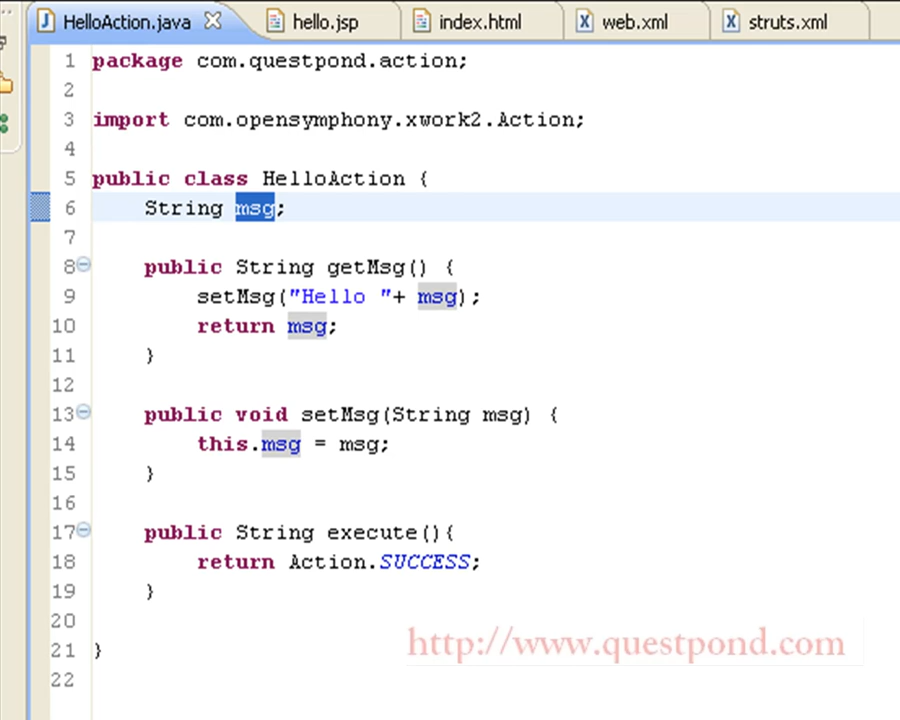 HelloAction.java hello.jsp index.html web.xml struts.xml
1 package com.questpond.action;
2
3 import com.opensymphony.xwork2.Action;
4
5 public class HelloAction {
6 String msg;
7
8 public String getMsg() {
9 setMsg("Hello "+ msg);
10 return msg;
11 }
12
13 public void setMsg(String msg) {
14 this.msg = msg;
15 }
16
17 public String execute(){
18 return Action.SUCCESS;
19 }
20
21 }
22
http://www.questpond.com